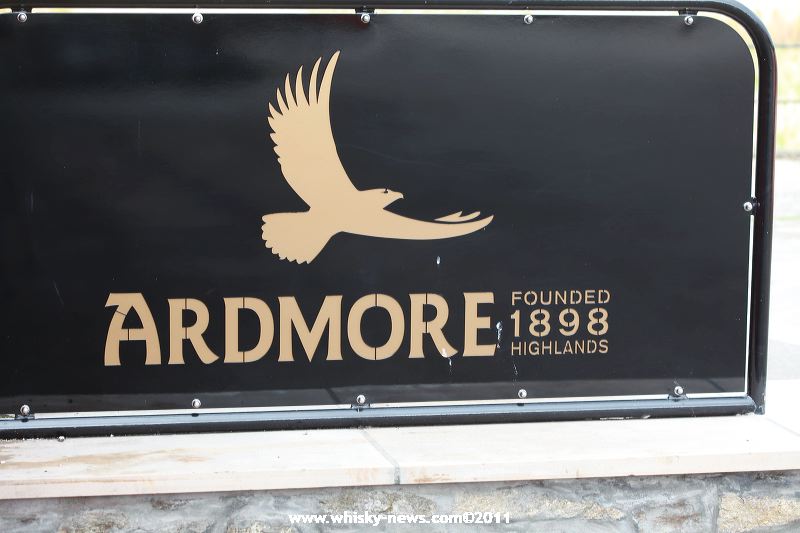 ARDMORE
FOUNDED
1898
HIGHLANDS
www.whisky-news.com©2011